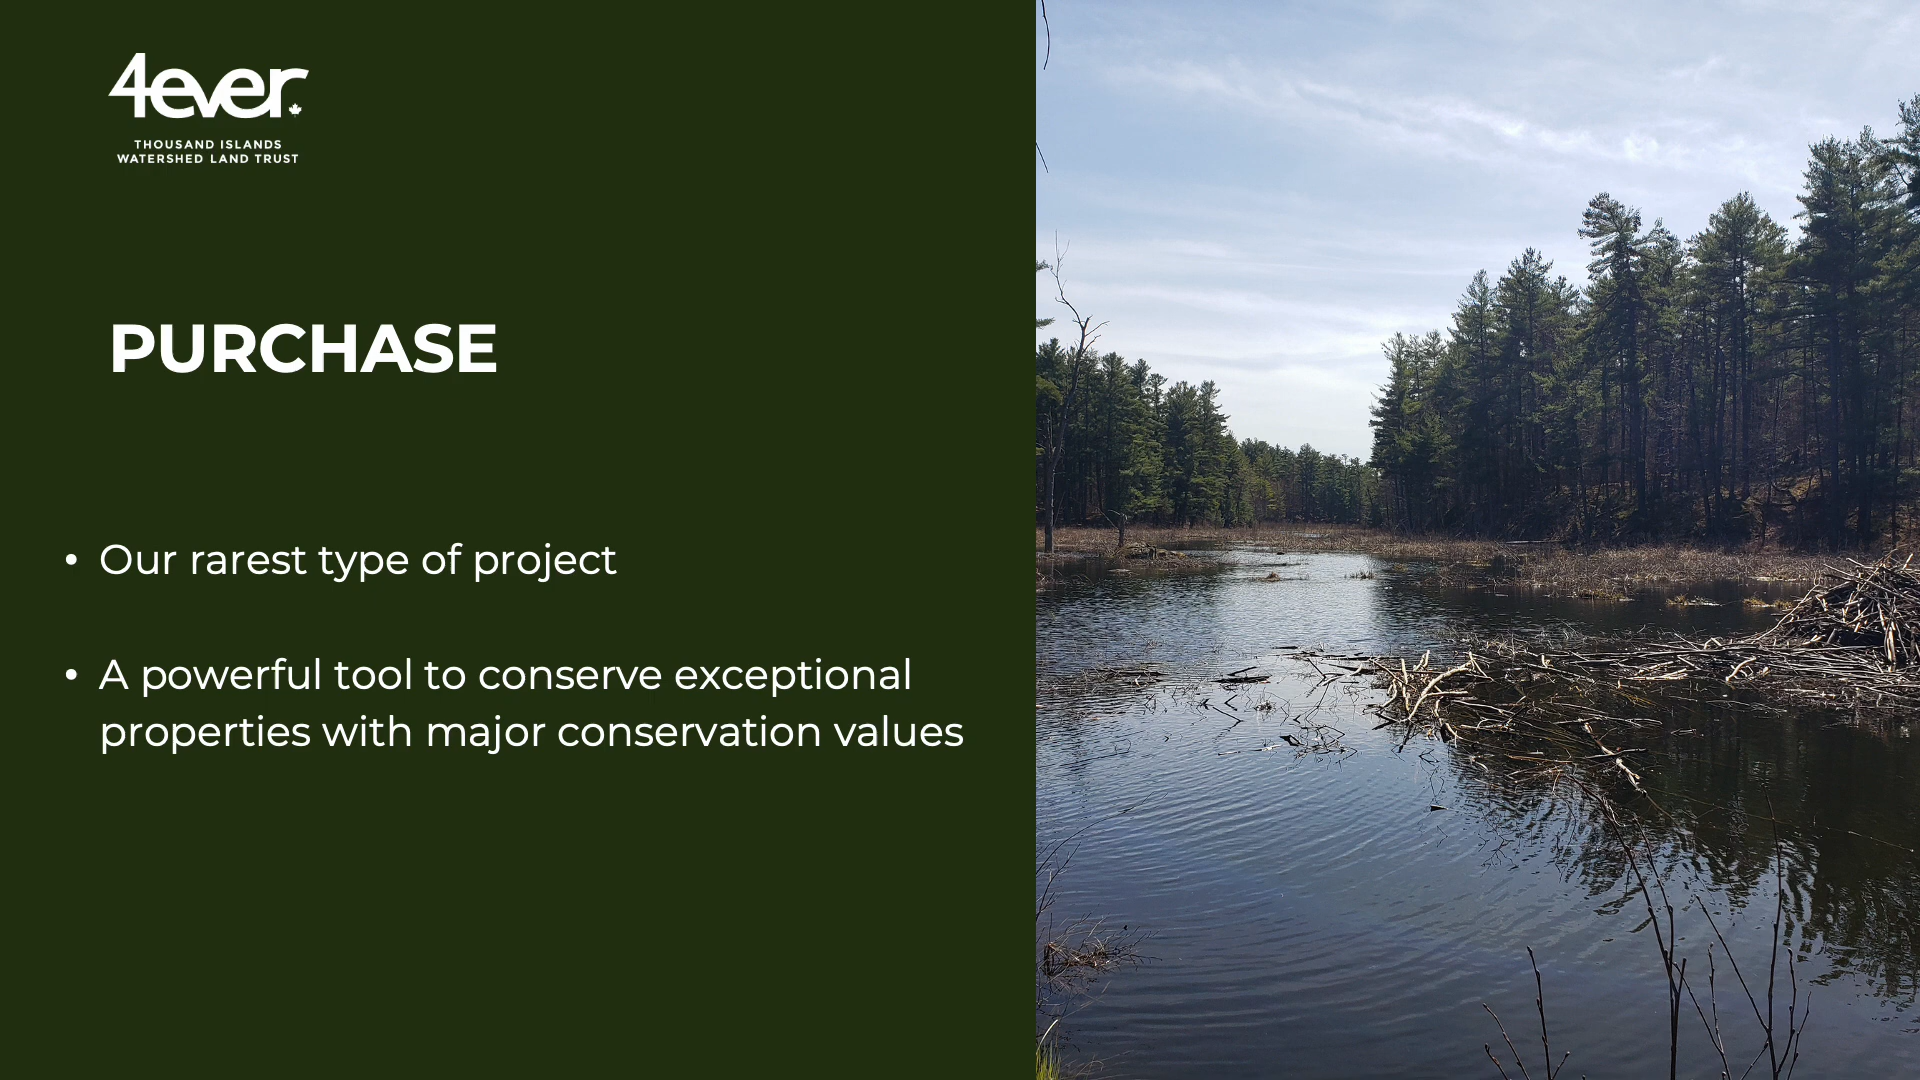 4ever.
THOUSAND ISLANDS
WATERSHED LAND TRUST
PURCHASE
• Our rarest type of project
• A powerful tool to conserve exceptional
properties with major conservation values